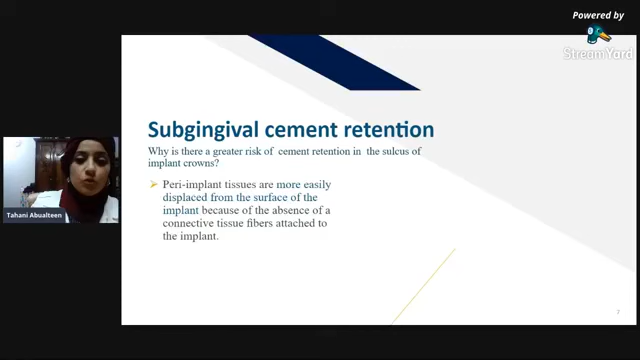 Powered by
StreamYard
Subgingival cement retention
Why is there a greater risk of cement retention in the sulcus of
implant crowns?
Peri-implant tissues are more easily
displaced from the surface of the
implant because of the absence of a
connective tissue fibers attached to
the implant.
Tahani Abualteen
7